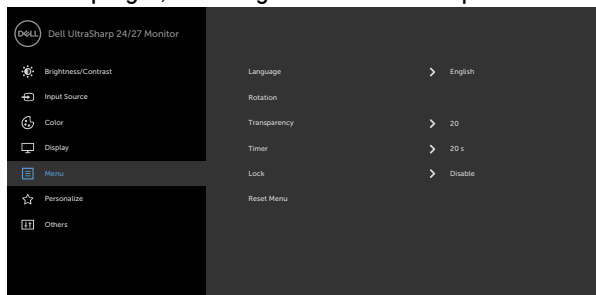 DELL
Dell UltraSharp 24/27 Monitor
Brightness/Contrast
Language
English
Input Source
Rotation
Color
Transparency
20
Display
Timer
20 s
Menu
Lock
Disable
Personalize
Reset Menu
Others